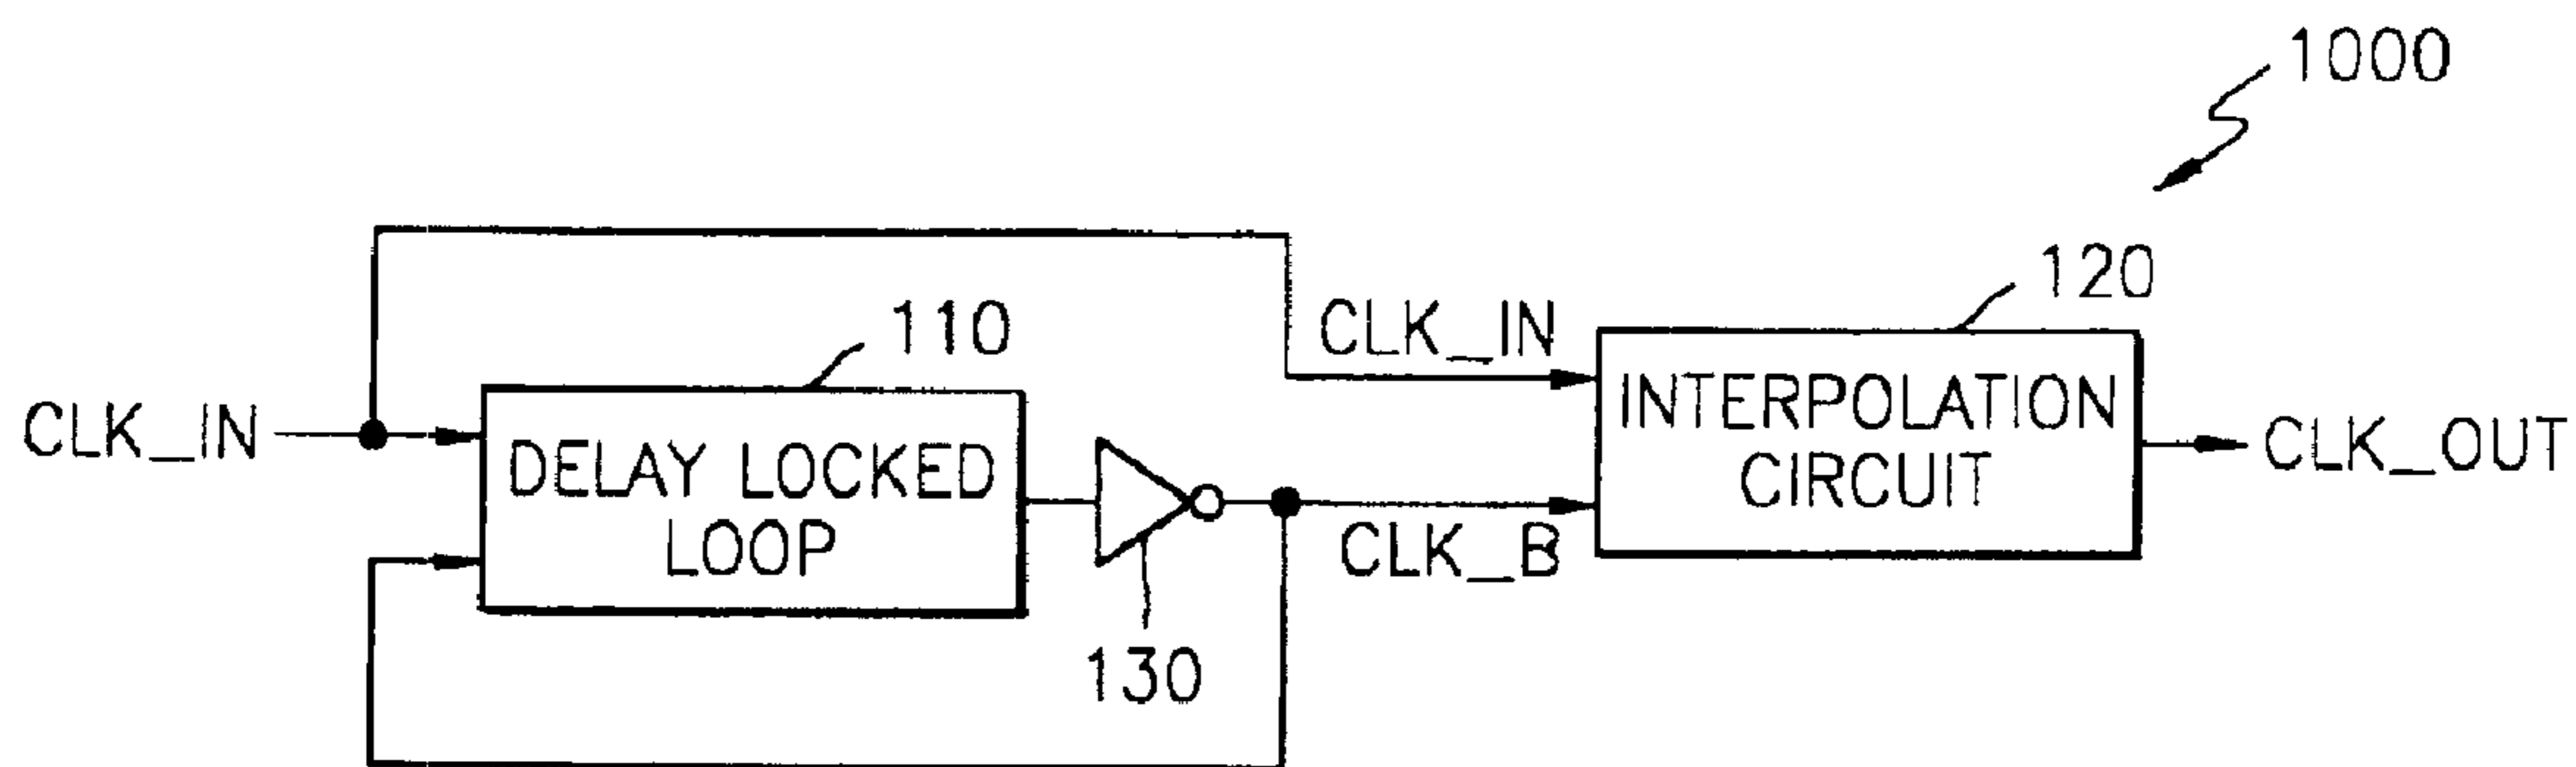 1000
120
110
CLK_IN
CLK_IN
DELAY LOCKED
LOOP
INTERPOLATION
CIRCUIT
CLK_OUT
CLK_B
130